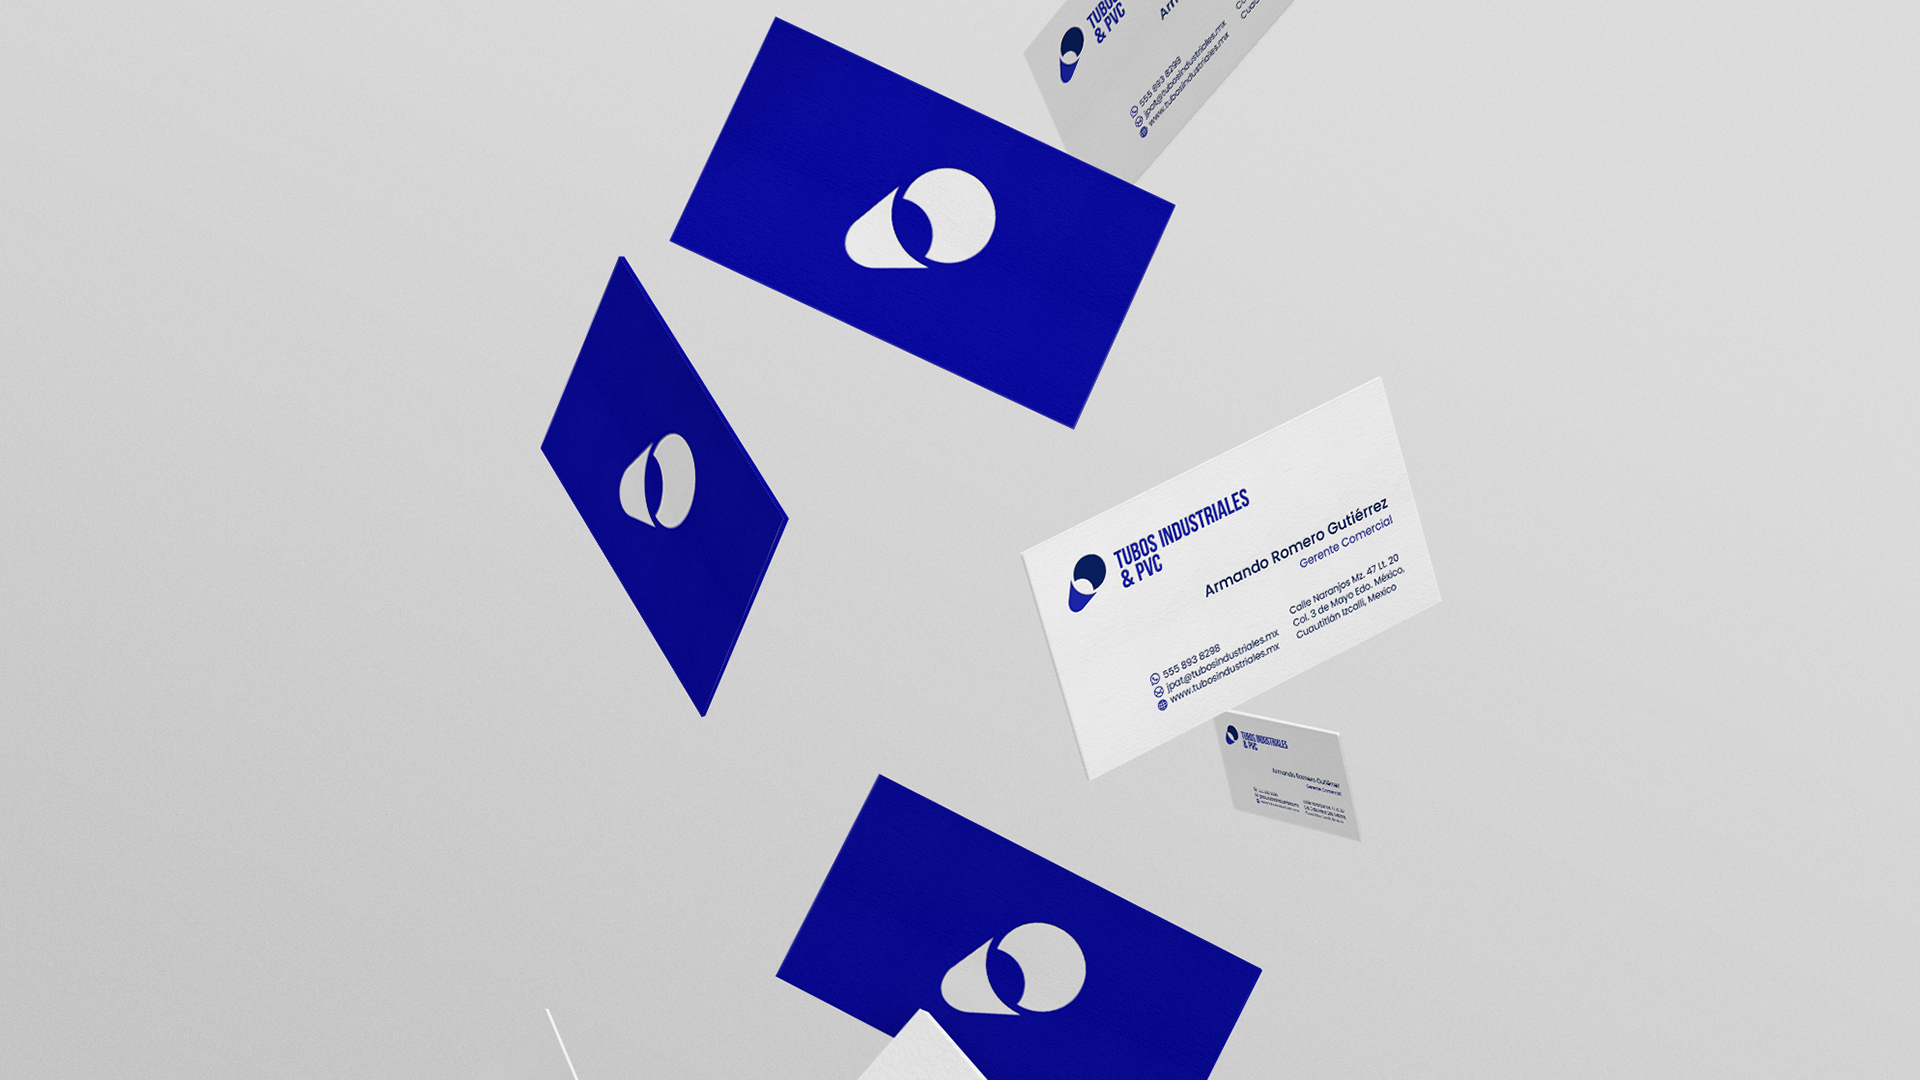 TUBOS
& PVC
555 893 8298
jpat@tubosindustriales.mx
www.tubosindustriales.mx
TUBOS INDUSTRIALES
& PVC
Armando Romero Gutiérrez
Gerente Comercial
Calle Naranjos Mz. 47 Lt. 20
Col. 3 de Mayo Edo. México,
Cuautitlán Izcalli, Mexico
555 893 8298
jpat@tubosindustriales.mx
www.tubosindustriales.mx
TUBOS INDUSTRIALES
& PVC
Armando Romero Gutiérrez
Gerente Comercial